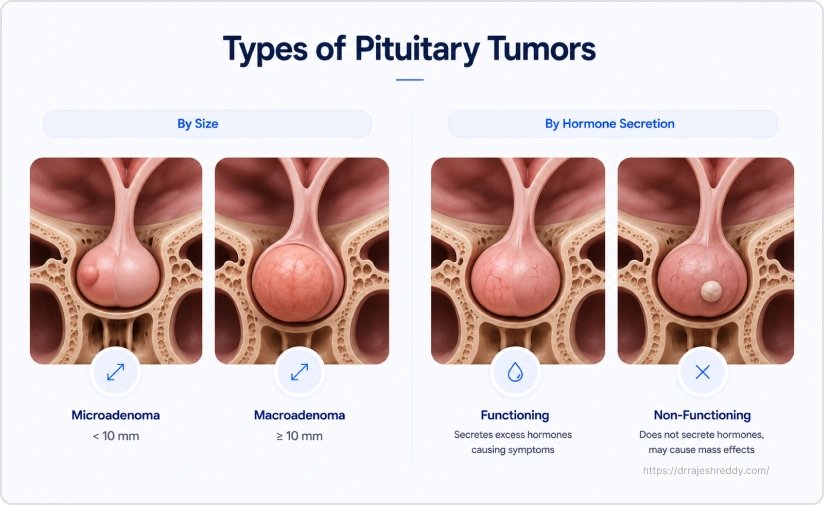 Types of Pituitary Tumors
By Size
By Hormone Secretion
Microadenoma
< 10 mm
Macroadenoma
≥ 10 mm
Functioning
Secretes excess hormones
causing symptoms
Non-Functioning
Does not secrete hormones,
may cause mass effects
https://drrajeshreddy.com/